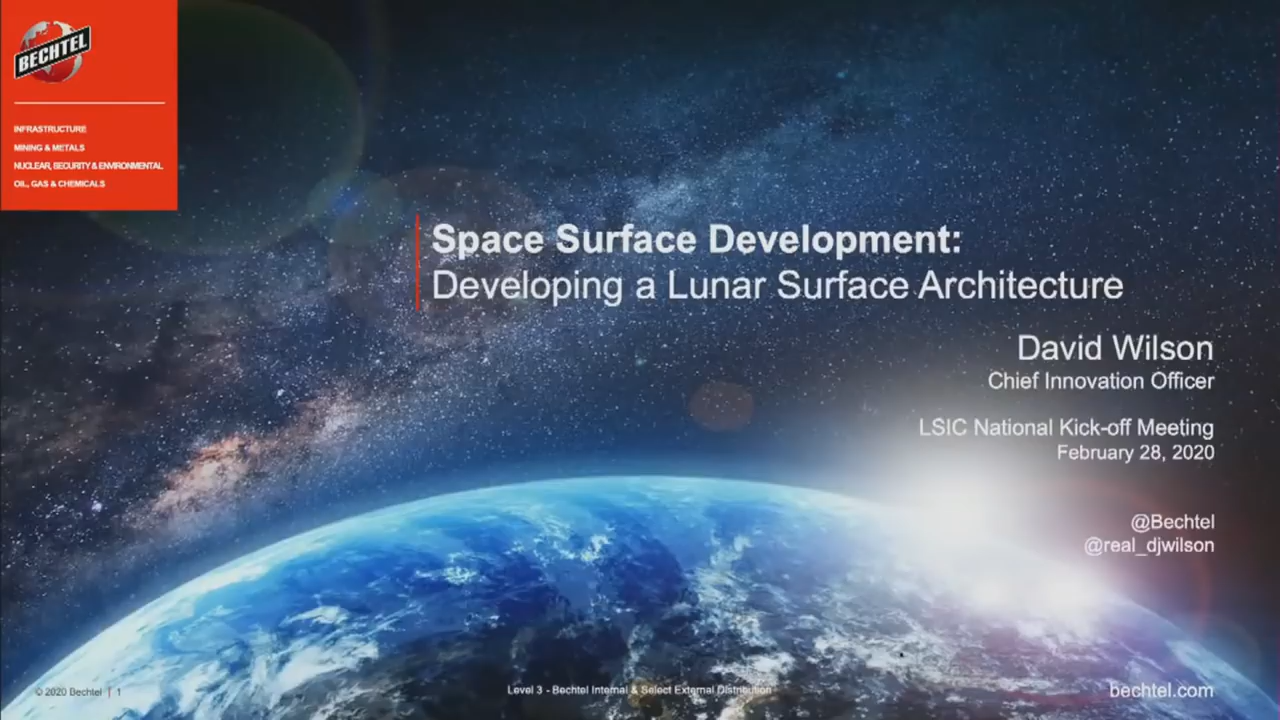 BECHTEL
INFRASTRUCTURE
MINING & METALS
NUCLEAR, SECURITY & ENVIRONMENTAL
OIL, GAS & CHEMICALS
Space Surface Development:
Developing a Lunar Surface Architecture
David Wilson
Chief Innovation Officer
LSIC National Kick-off Meeting
February 28, 2020
@Bechtel
@real_djwilson
© 2020 Bechtel | 1
Level 3 - Bechtel Internal & Select External Distribution
bechtel.com